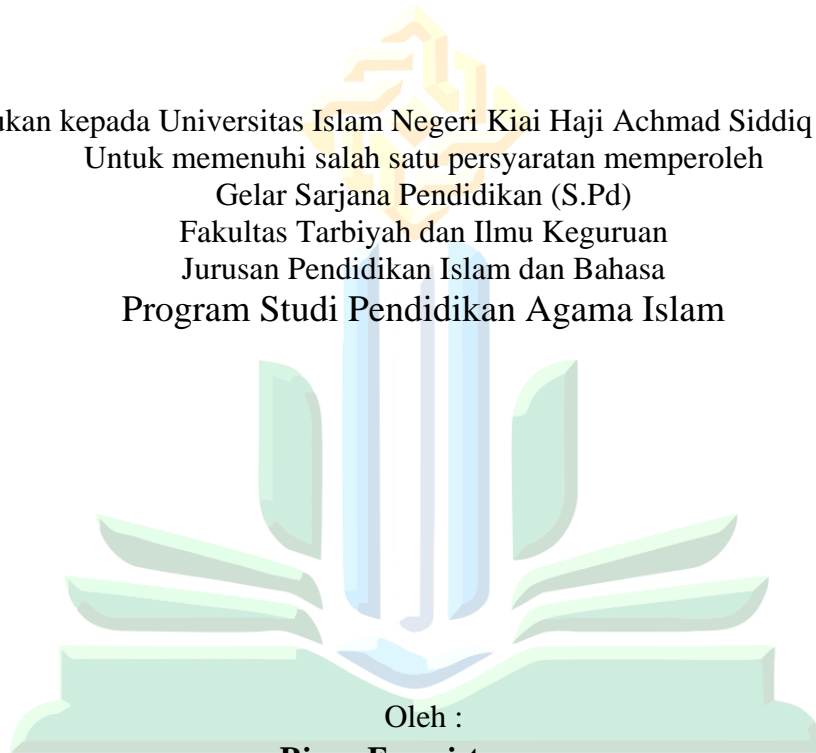 kepada Universitas Islam Negeri Kiai Haji Achmad Siddiq
Untuk memenuhi salah satu persyaratan memperoleh
Gelar Sarjana Pendidikan (S.Pd)
Fakultas Tarbiyah dan Ilmu Keguruan
Jurusan Pendidikan Islam dan Bahasa
Program Studi Pendidikan Agama Islam
Oleh :